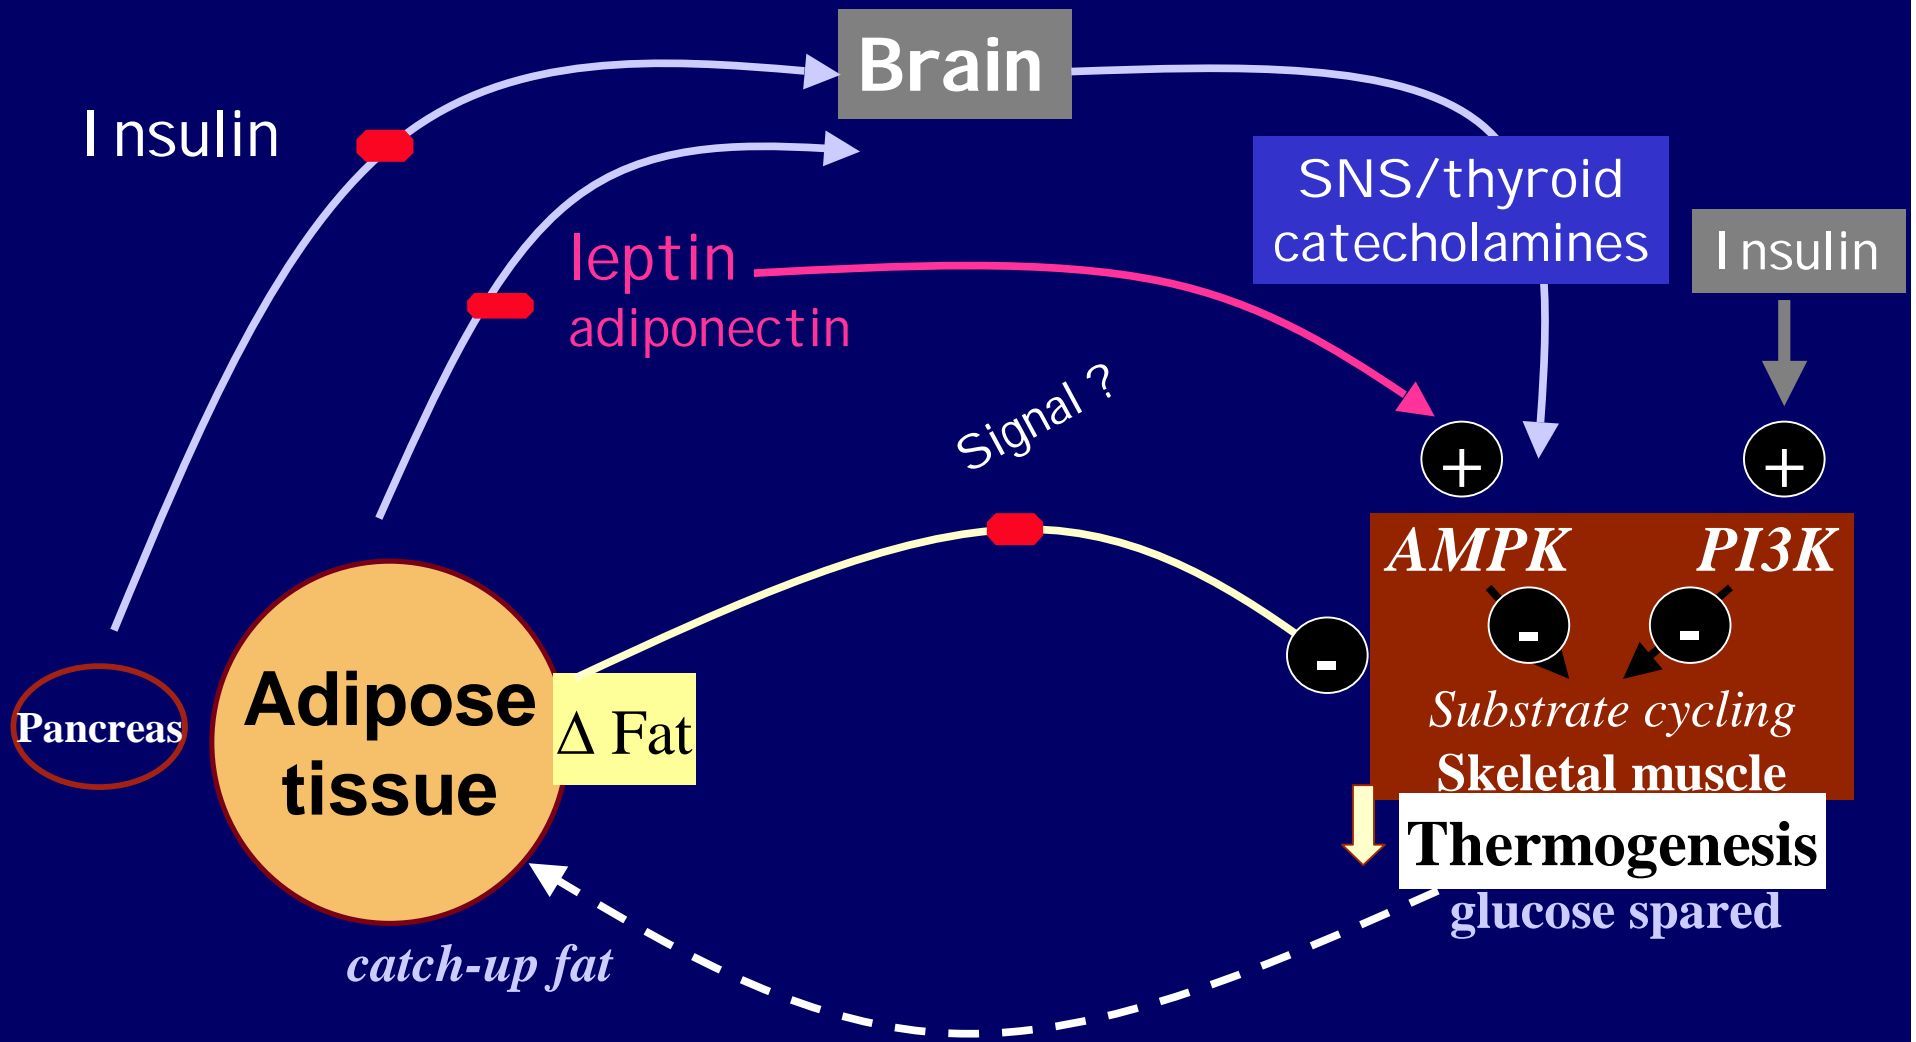 Brain
Insulin
SNS/thyroid
catecholamines
Insulin
leptin
adiponectin
Signal ?
+
+
AMPK PI3K
- -
-
Substrate cycling
Skeletal muscle
Thermogenesis
glucose spared
Pancreas
Adipose
tissue
Δ Fat
catch-up fat